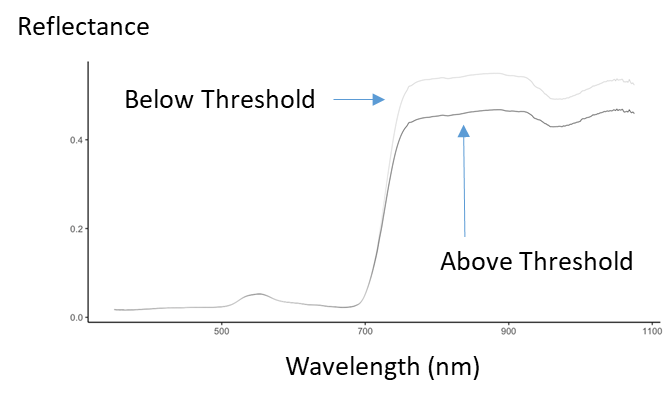 Reflectance
Below Threshold
0.4
0.2
Above Threshold
0.0
500
700
900
1100
Wavelength (nm)